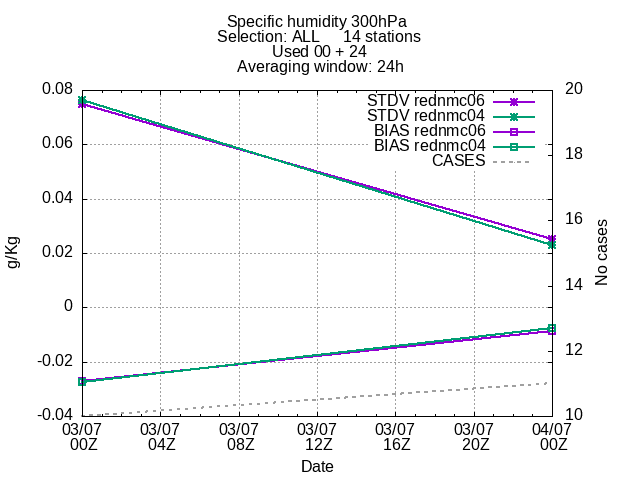 Specific humidity 300hPa
Selection: ALL 14 stations
Used 00 + 24
Averaging window: 24h
STDV rednmc06
STDV rednmc04
BIAS rednmc06
BIAS rednmc04
CASES
0.08
0.06
0.04
0.02
0
-0.02
-0.04
g/Kg
20
18
16
14
12
10
No cases
03/07 03/07 03/07 03/07 03/07 03/07 04/07
00Z 04Z 08Z 12Z 16Z 20Z 00Z
Date